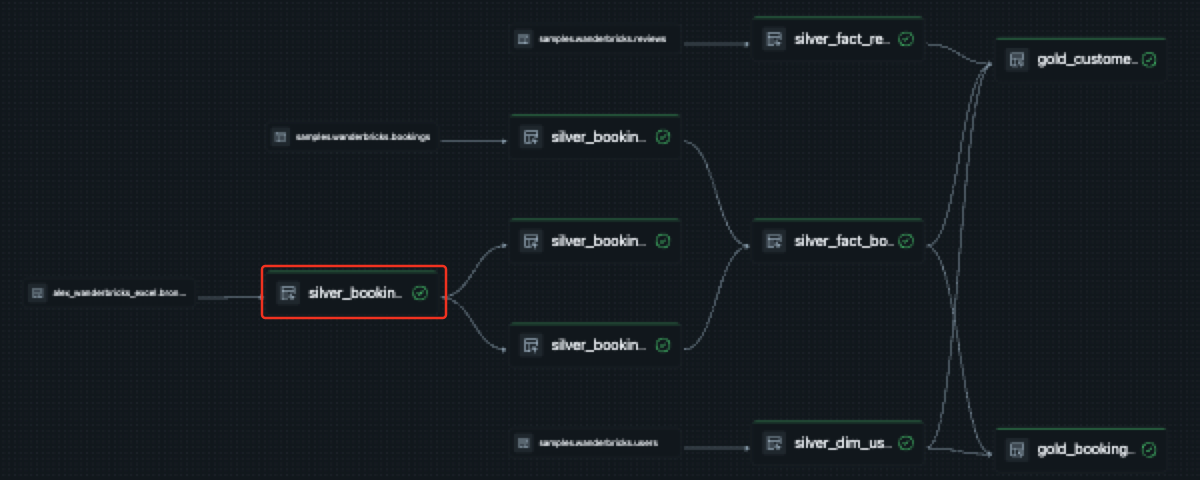 samples.wanderbricks.reviews
silver_fact_re...
gold_custome...
samples.wanderbricks.bookings
silver_bookin...
silver_bookin...
silver_fact_bo...
alex_wanderbricks_excel.bron...
silver_bookin...
silver_bookin...
samples.wanderbricks.users
silver_dim_us...
gold_booking...